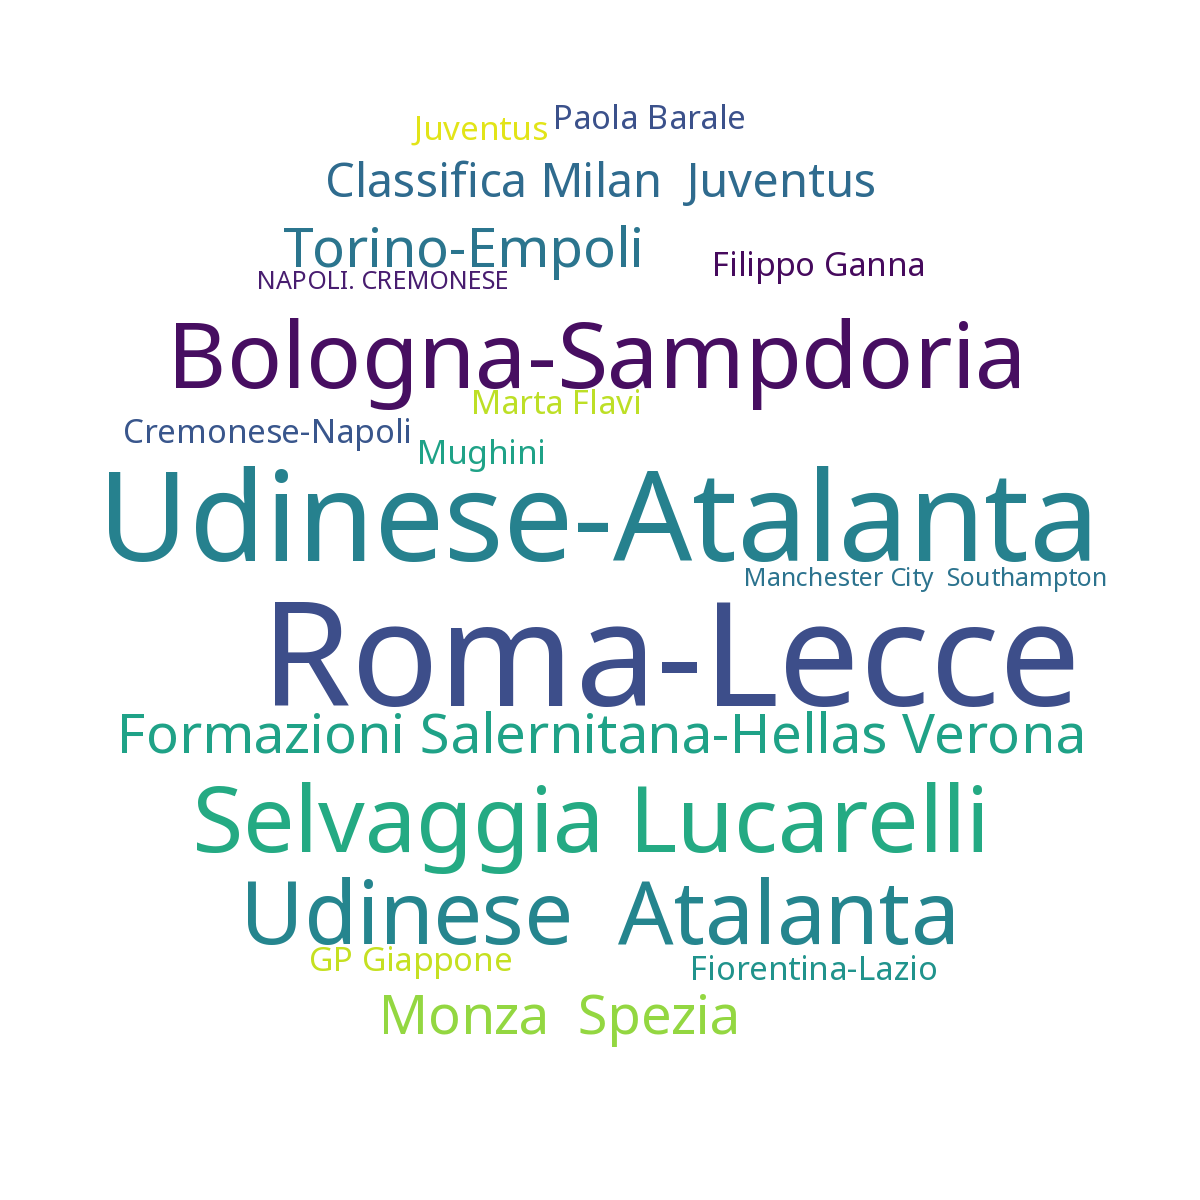 Juventus Paola Barale
Classifica Milan Juventus
Torino-Empoli
Filippo Ganna
NAPOLI. CREMONESE
Bologna-Sampdoria
Marta Flavi
Cremonese-Napoli
Mughini
Udinese-Atalanta
Manchester City Southampton
Roma-Lecce
Formazioni Salernitana-Hellas Verona
Selvaggia Lucarelli
Udinese Atalanta
GP Giappone
Fiorentina-Lazio
Monza Spezia